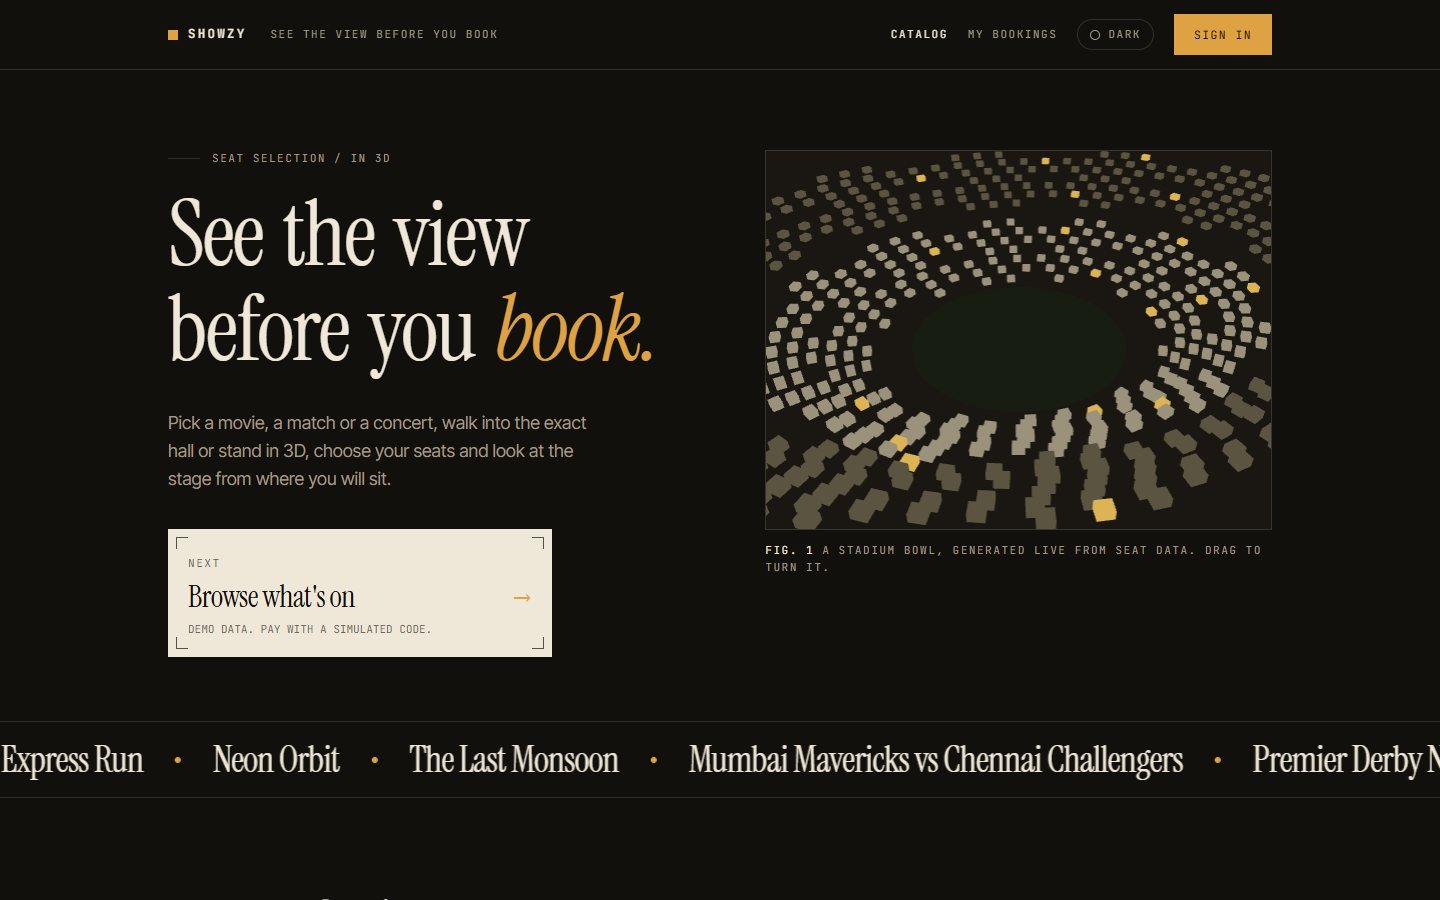 SHOWZY SEE THE VIEW BEFORE YOU BOOK CATALOG MY BOOKINGS DARK SIGN IN
SEAT SELECTION / IN 3D
See the view
before you book.
Pick a movie, a match or a concert, walk into the exact
hall or stand in 3D, choose your seats and look at the
stage from where you will sit.
NEXT
Browse what's on →
DEMO DATA. PAY WITH A SIMULATED CODE.
FIG. 1 A STADIUM BOWL, GENERATED LIVE FROM SEAT DATA. DRAG TO
TURN IT.
Express Run • Neon Orbit • The Last Monsoon • Mumbai Mavericks vs Chennai Challengers • Premier Derby